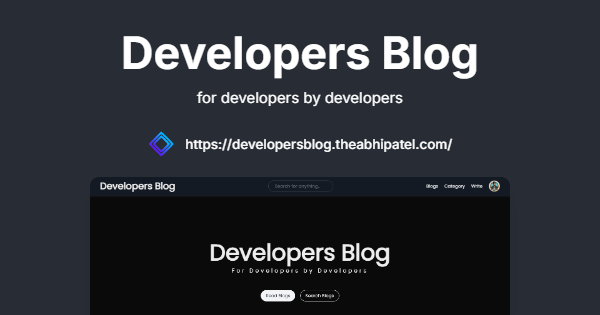 Developers Blog
for developers by developers
https://developersblog.theabhipatel.com/
Developers Blog
Search for anything...
Blogs Category Write
Developers Blog
For Developers by Developers
Read Blogs Search Blogs